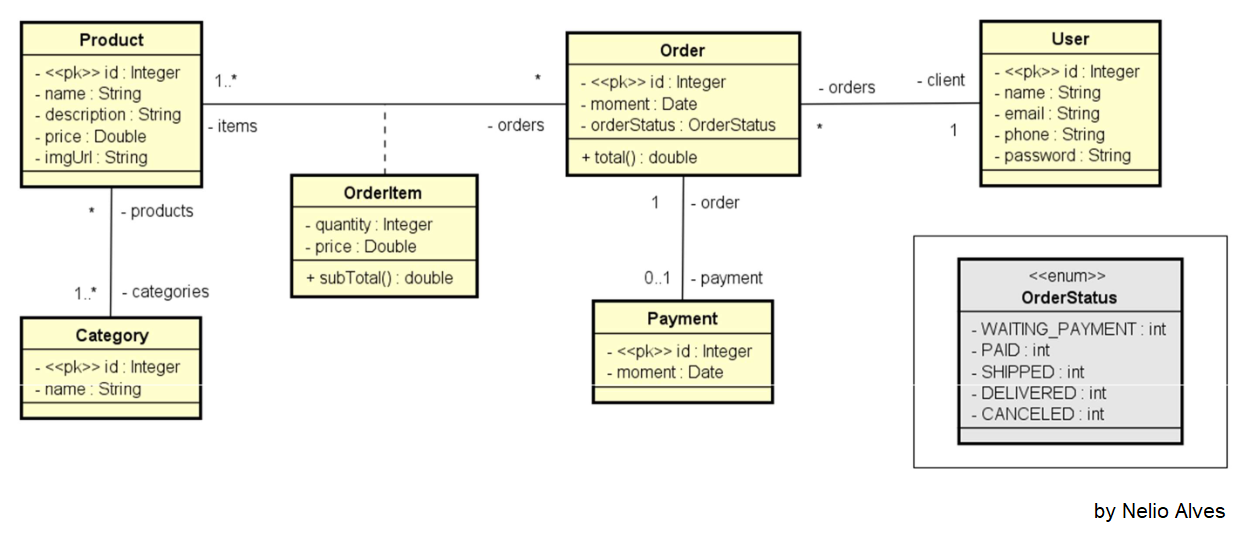 Product
- <<pk>> id : Integer
- name : String
- description : String
- price : Double
- imgUrl : String
1..*
- items
*
- orders
OrderItem
- quantity : Integer
- price : Double
+ subTotal() : double
Order
- <<pk>> id : Integer
- moment : Date
- orderStatus : OrderStatus
+ total() : double
- orders
*
- client
1
User
- <<pk>> id : Integer
- name : String
- email : String
- phone : String
- password : String
* - products
1..* - categories
Category
- <<pk>> id : Integer
- name : String
1 - order
0..1 - payment
Payment
- <<pk>> id : Integer
- moment : Date
<<enum>>
OrderStatus
- WAITING_PAYMENT : int
- PAID : int
- SHIPPED : int
- DELIVERED : int
- CANCELED : int
by Nelio Alves